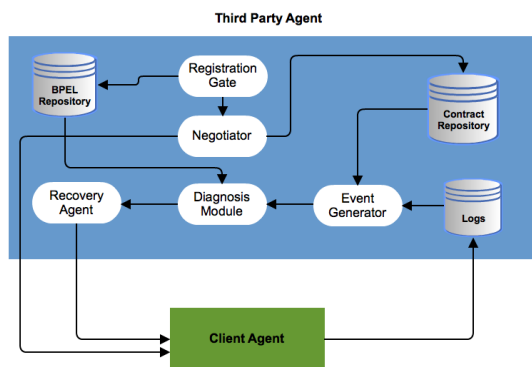 Third Party Agent
Registration
Gate
BPEL
Repository
Negotiator
Contract
Repository
Recovery
Agent
Diagnosis
Module
Event
Generator
Logs
Client Agent